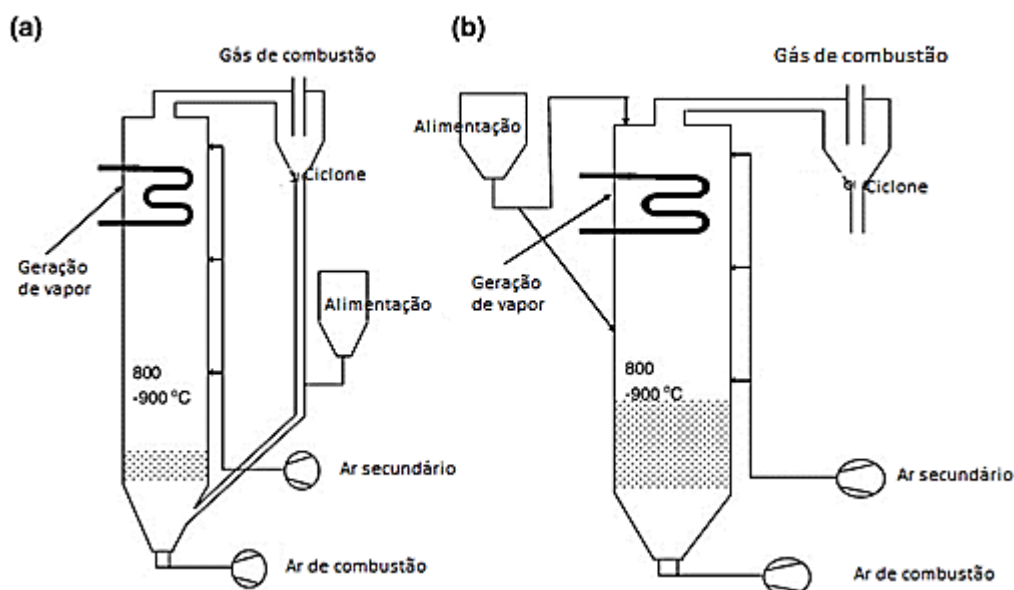 (a)
Gás de combustão
Ciclone
Geração
de vapor
Alimentação
800
-900 °C
Ar secundário
Ar de combustão
(b)
Gás de combustão
Alimentação
Ciclone
Geração
de vapor
800
-900 °C
Ar secundário
Ar de combustão